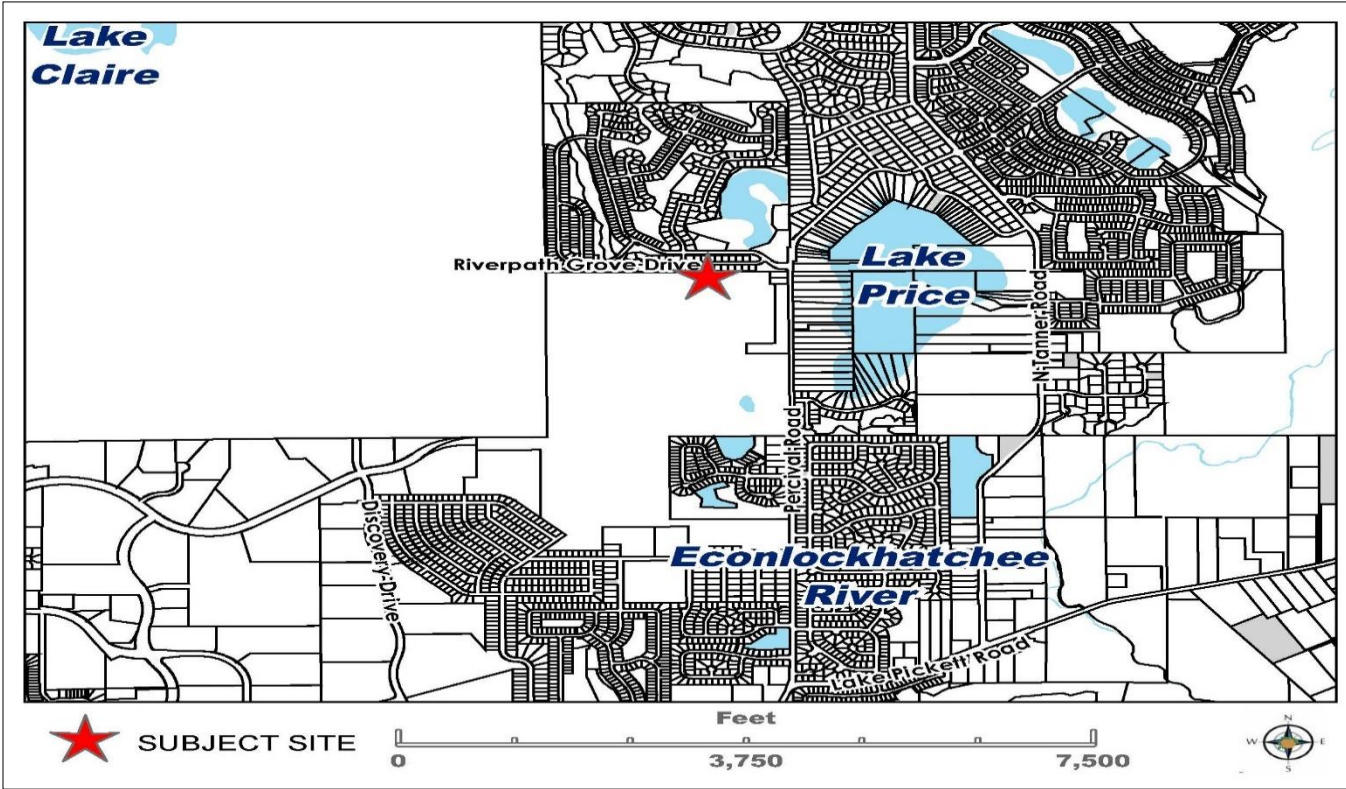 Lake
Claire
Riverpath Grove Drive
Lake
Price
N Tanner Road
Percival Road
Discovery Drive
Econlockhatchee
River
Lake Pickett Road
SUBJECT SITE
Feet
0
3,750
7,500
N
W
E
S